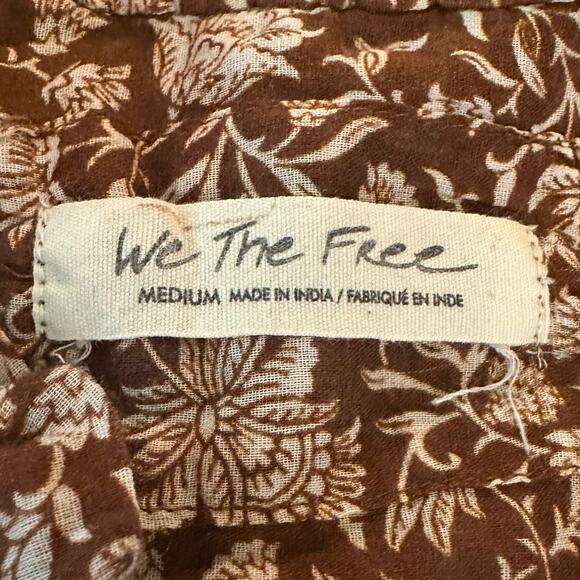 We The Free
MEDIUM MADE IN INDIA / FABRIQUÉ EN INDE